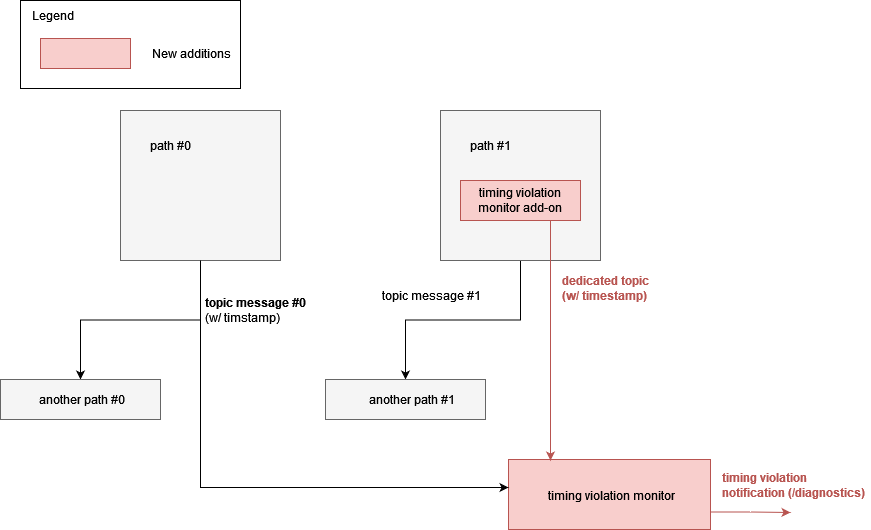 Legend
New additions
path #0
path #1
timing violation
monitor add-on
dedicated topic
(w/ timestamp)
topic message #0
(w/ timstamp)
topic message #1
another path #0
another path #1
timing violation monitor
timing violation
notification (/diagnostics)